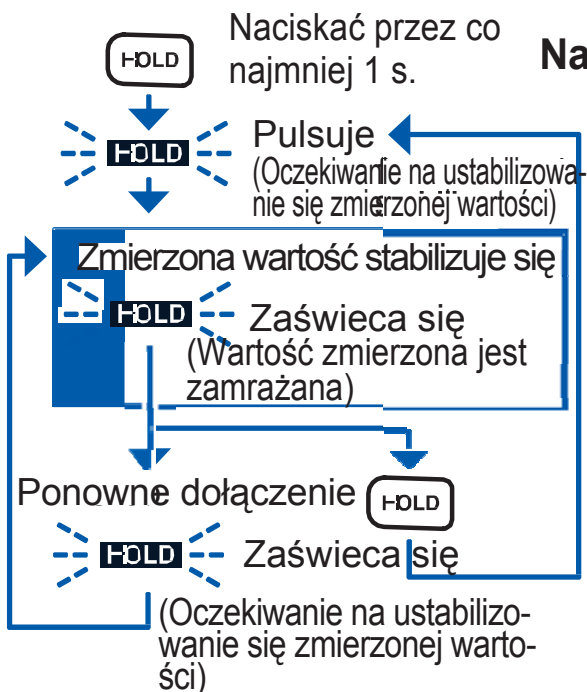 Naciskać przez co
najmniej 1 s.
Na
HOLD
HOLD
Pulsuje
(Oczekiwanie na ustabilizowa-
nie się zmierzonej wartości)
Zmierzona wartość stabilizuje się
HOLD
Zaświeca się
(Wartość zmierzona jest
zamrażana)
Ponowne dołączenie
HOLD
HOLD
Zaświeca się
(Oczekiwanie na ustabilizo-
wanie się zmierzonej warto-
ści)